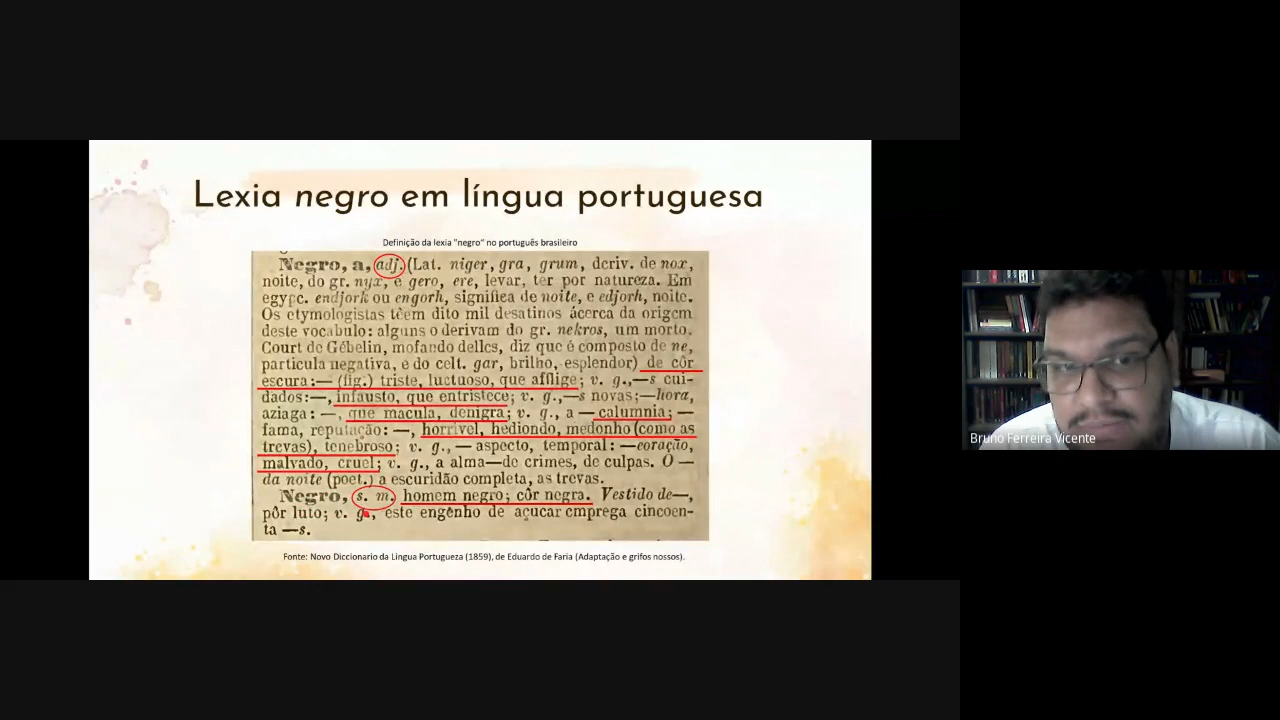 Lexia negro em língua portuguesa
Definição da lexia "negro" no português brasileiro
Negro, a, adj. (Lat. niger, gra, grum, deriv. de nox,
noite, do gr. nyx, e gero, ere, levar, ter por natureza. Em
egypc. endjork ou engorh, significa de noite, e edjorh, noite.
Os etymologistas têem dito mil desatinos ácerca da origem
deste vocabulo: alguns o derivam do gr. nekros, um morto.
Court de Gébelin, mofando delles, diz que é composto de ne,
particula negativa, e do celt. gar, brilho, esplendor) de côr
escura:— (fig.) triste, luctuoso, que afflige; v. g.,—s cui-
dados:—, infausto, que entristece; v. g.,—s novas;—hora,
aziaga: —, que macula, denigra; v. g., a — calumnia; —
fama, reputação: —, horrivel, hediondo, medonho (como as
trevas), tenebroso; v. g., — aspecto, temporal: —coração,
malvado, cruel; v. g., a alma—de crimes, de culpas. O —
da noite (poet.) a escuridão completa, as trevas.
Negro, s. m. homem negro; côr negra. Vestido de—,
pôr luto; v. g., este engenho de açucar emprega cincoen-
ta —s.
Fonte: Novo Diccionario da Lingua Portugueza (1859), de Eduardo de Faria (Adaptação e grifos nossos).
Bruno Ferreira Vicente